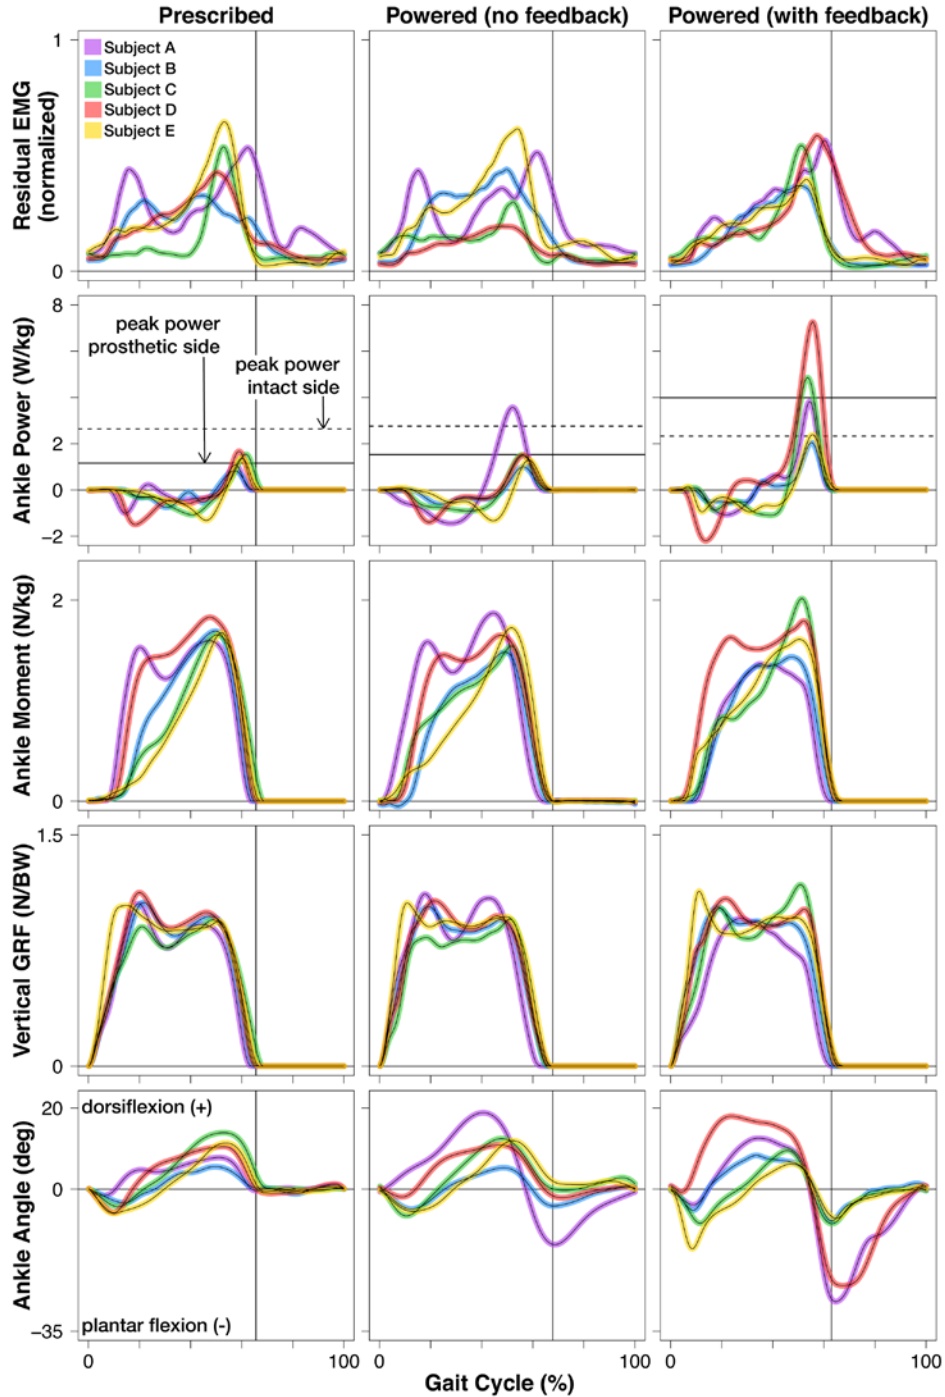 Prescribed
Powered (no feedback)
Powered (with feedback)
Residual EMG
(normalized)
1
0
Subject A
Subject B
Subject C
Subject D
Subject E
Ankle Power (W/kg)
8
2
0
−2
peak power
prosthetic side
peak power
intact side
Ankle Moment (N/kg)
2
0
Vertical GRF (N/BW)
1.5
0
Ankle Angle (deg)
20
0
−35
dorsiflexion (+)
plantar flexion (-)
0
100
0
100
0
100
Gait Cycle (%)